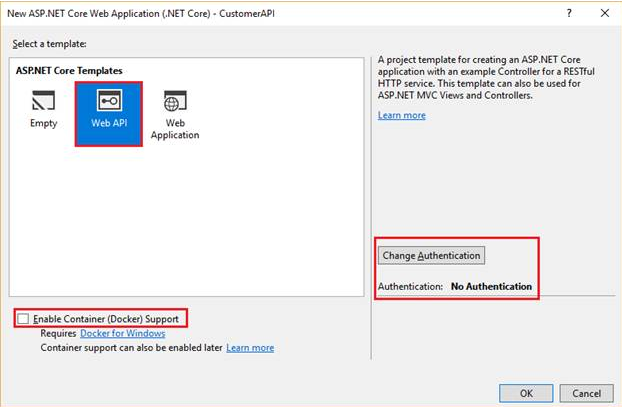 New ASP.NET Core Web Application (.NET Core) - CustomerAPI
?
Select a template:
ASP.NET Core Templates
Empty
Web API
Web
Application
A project template for creating an ASP.NET Core
application with an example Controller for a RESTful
HTTP service. This template can also be used for
ASP.NET MVC Views and Controllers.
Learn more
Change Authentication
Authentication: No Authentication
Enable Container (Docker) Support
Requires Docker for Windows
Container support can also be enabled later Learn more
OK
Cancel